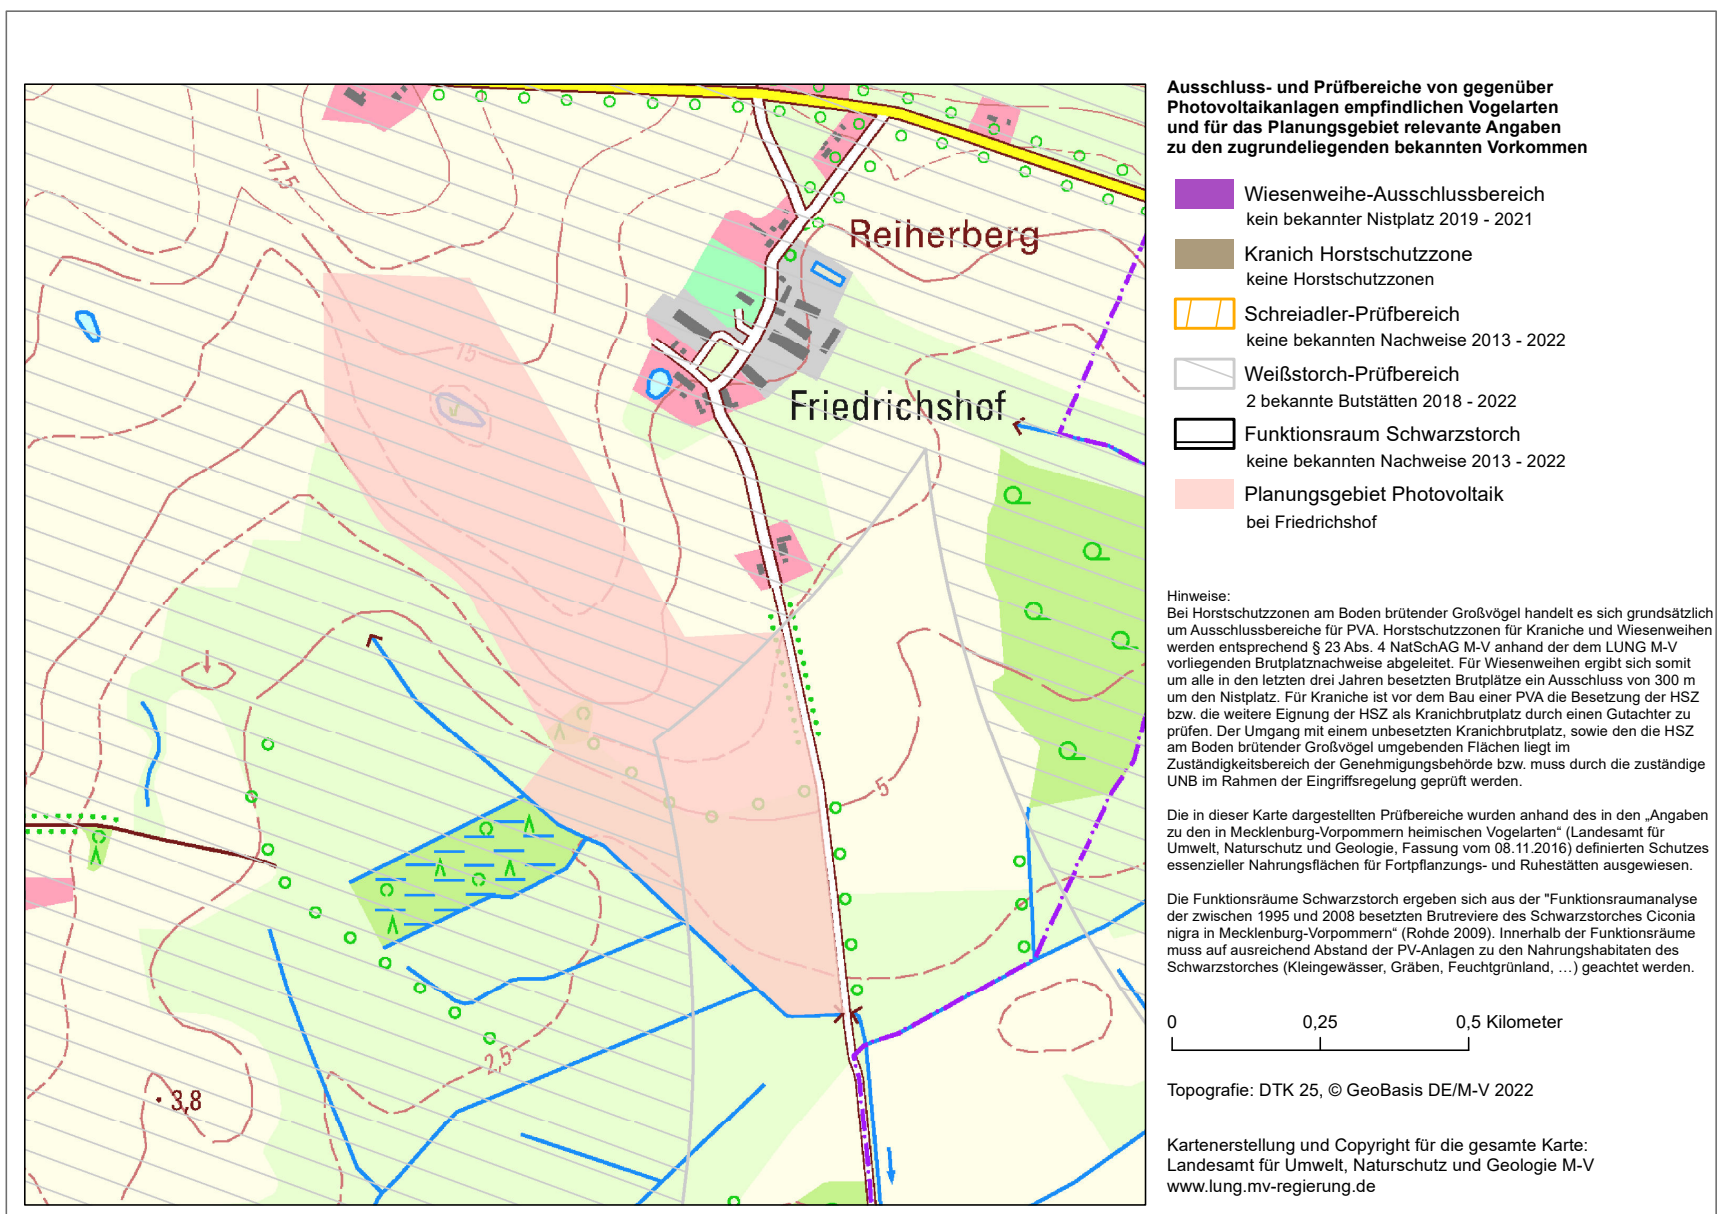 Ausschluss- und Prüfbereiche von gegenüber
Photovoltaikanlagen empfindlichen Vogelarten
und für das Planungsgebiet relevante Angaben
zu den zugrundeliegenden bekannten Vorkommen
Wiesenweihe-Ausschlussbereich
kein bekannter Nistplatz 2019 - 2021
Kranich Horstschutzzone
keine Horstschutzzonen
Schreiadler-Prüfbereich
keine bekannten Nachweise 2013 - 2022
Weißstorch-Prüfbereich
2 bekannte Butstätten 2018 - 2022
Funktionsraum Schwarzstorch
keine bekannten Nachweise 2013 - 2022
Planungsgebiet Photovoltaik
bei Friedrichshof
Hinweise:
Bei Horstschutzzonen am Boden brütender Großvögel handelt es sich grundsätzlich
um Ausschlussbereiche für PVA. Horstschutzzonen für Kraniche und Wiesenweihen
werden entsprechend § 23 Abs. 4 NatSchAG M-V anhand der dem LUNG M-V
vorliegenden Brutplatznachweise abgeleitet. Für Wiesenweihen ergibt sich somit
um alle in den letzten drei Jahren besetzten Brutplätze ein Ausschluss von 300 m
um den Nistplatz. Für Kraniche ist vor dem Bau einer PVA die Besetzung der HSZ
bzw. die weitere Eignung der HSZ als Kranichbrutplatz durch einen Gutachter zu
prüfen. Der Umgang mit einem unbesetzten Kranichbrutplatz, sowie den die HSZ
am Boden brütender Großvögel umgebenden Flächen liegt im
Zuständigkeitsbereich der Genehmigungsbehörde bzw. muss durch die zuständige
UNB im Rahmen der Eingriffsregelung geprüft werden.
Die in dieser Karte dargestellten Prüfbereiche wurden anhand des in den „Angaben
zu den in Mecklenburg-Vorpommern heimischen Vogelarten“ (Landesamt für
Umwelt, Naturschutz und Geologie, Fassung vom 08.11.2016) definierten Schutzes
essenzieller Nahrungsflächen für Fortpflanzungs- und Ruhestätten ausgewiesen.
Die Funktionsräume Schwarzstorch ergeben sich aus der "Funktionsraumanalyse
der zwischen 1995 und 2008 besetzten Brutreviere des Schwarzstorches Ciconia
nigra in Mecklenburg-Vorpommern“ (Rohde 2009). Innerhalb der Funktionsräume
muss auf ausreichend Abstand der PV-Anlagen zu den Nahrungshabitaten des
Schwarzstorches (Kleingewässer, Gräben, Feuchtgrünland, …) geachtet werden.
0 0,25 0,5 Kilometer
Topografie: DTK 25, © GeoBasis DE/M-V 2022
Kartenerstellung und Copyright für die gesamte Karte:
Landesamt für Umwelt, Naturschutz und Geologie M-V
www.lung.mv-regierung.de
17,5
Reiherberg
15
Friedrichshof
5
2,5
3,8